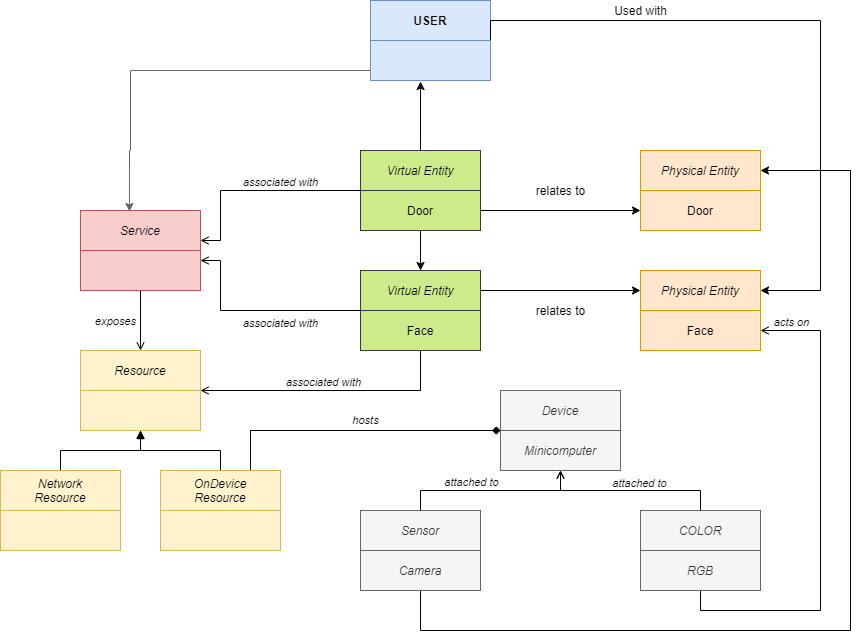 Used with
USER
Virtual Entity
Door
associated with
relates to
Physical Entity
Door
Service
Virtual Entity
Face
associated with
relates to
Physical Entity
Face
acts on
exposes
Resource
associated with
hosts
Device
Minicomputer
Network
Resource
OnDevice
Resource
attached to
attached to
Sensor
Camera
COLOR
RGB